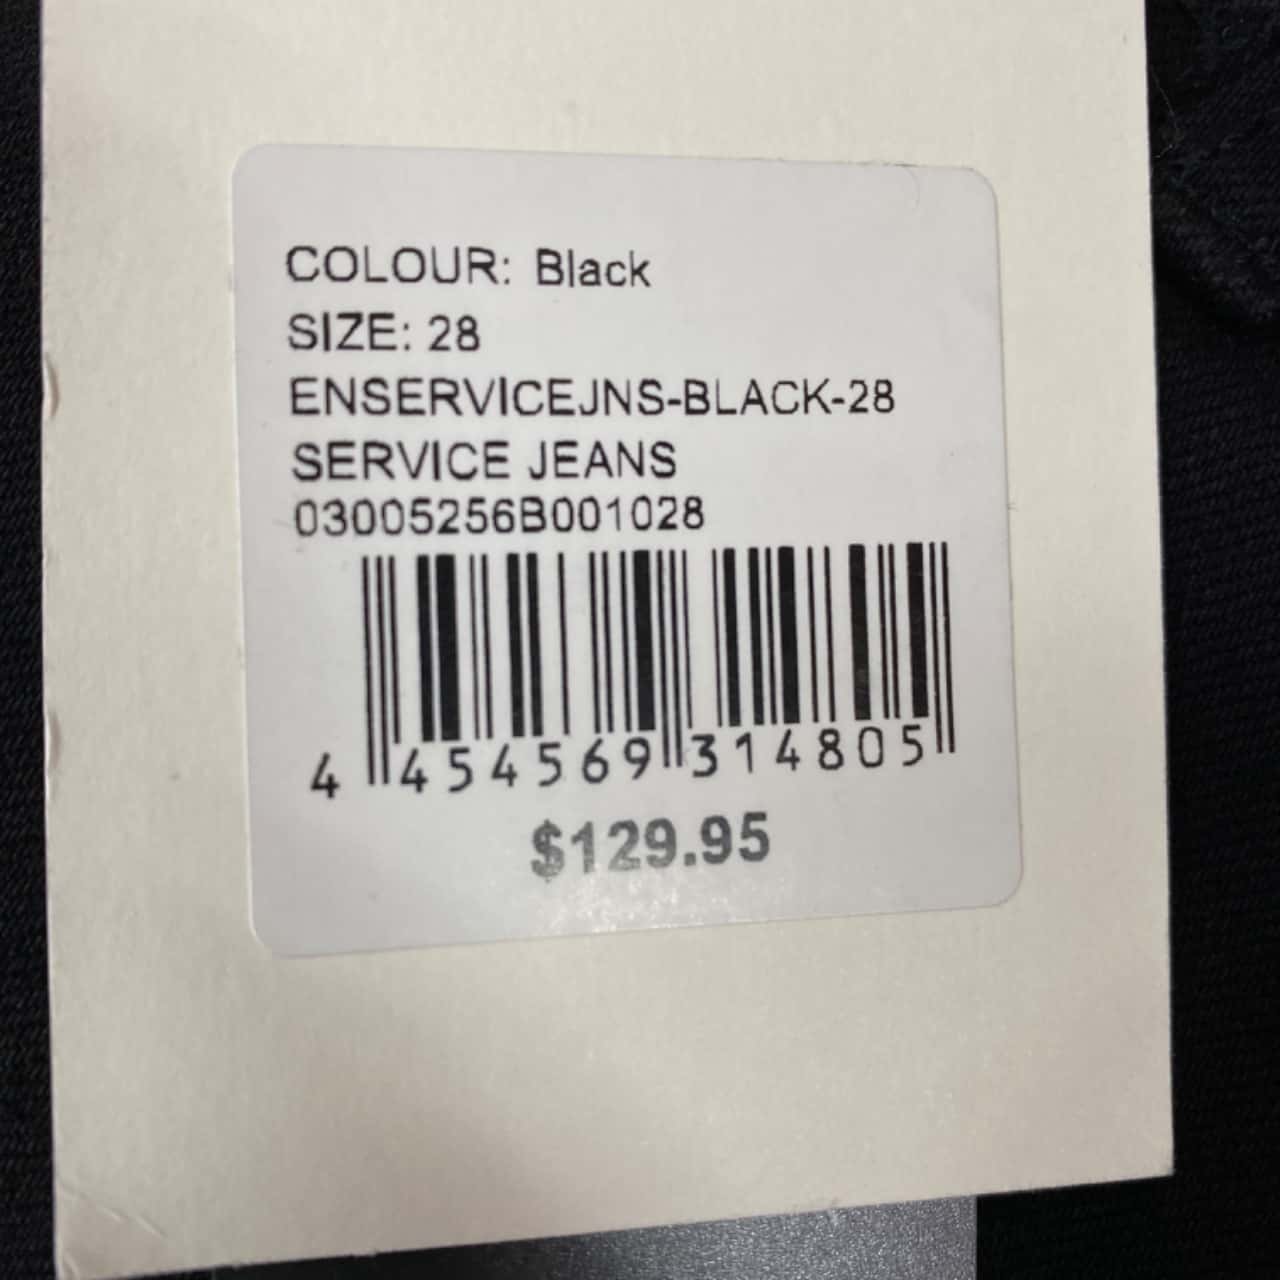 COLOUR: Black
SIZE: 28
ENSERVICEJNS-BLACK-28
SERVICE JEANS
03005256B001028
4 454569 314805
$129.95